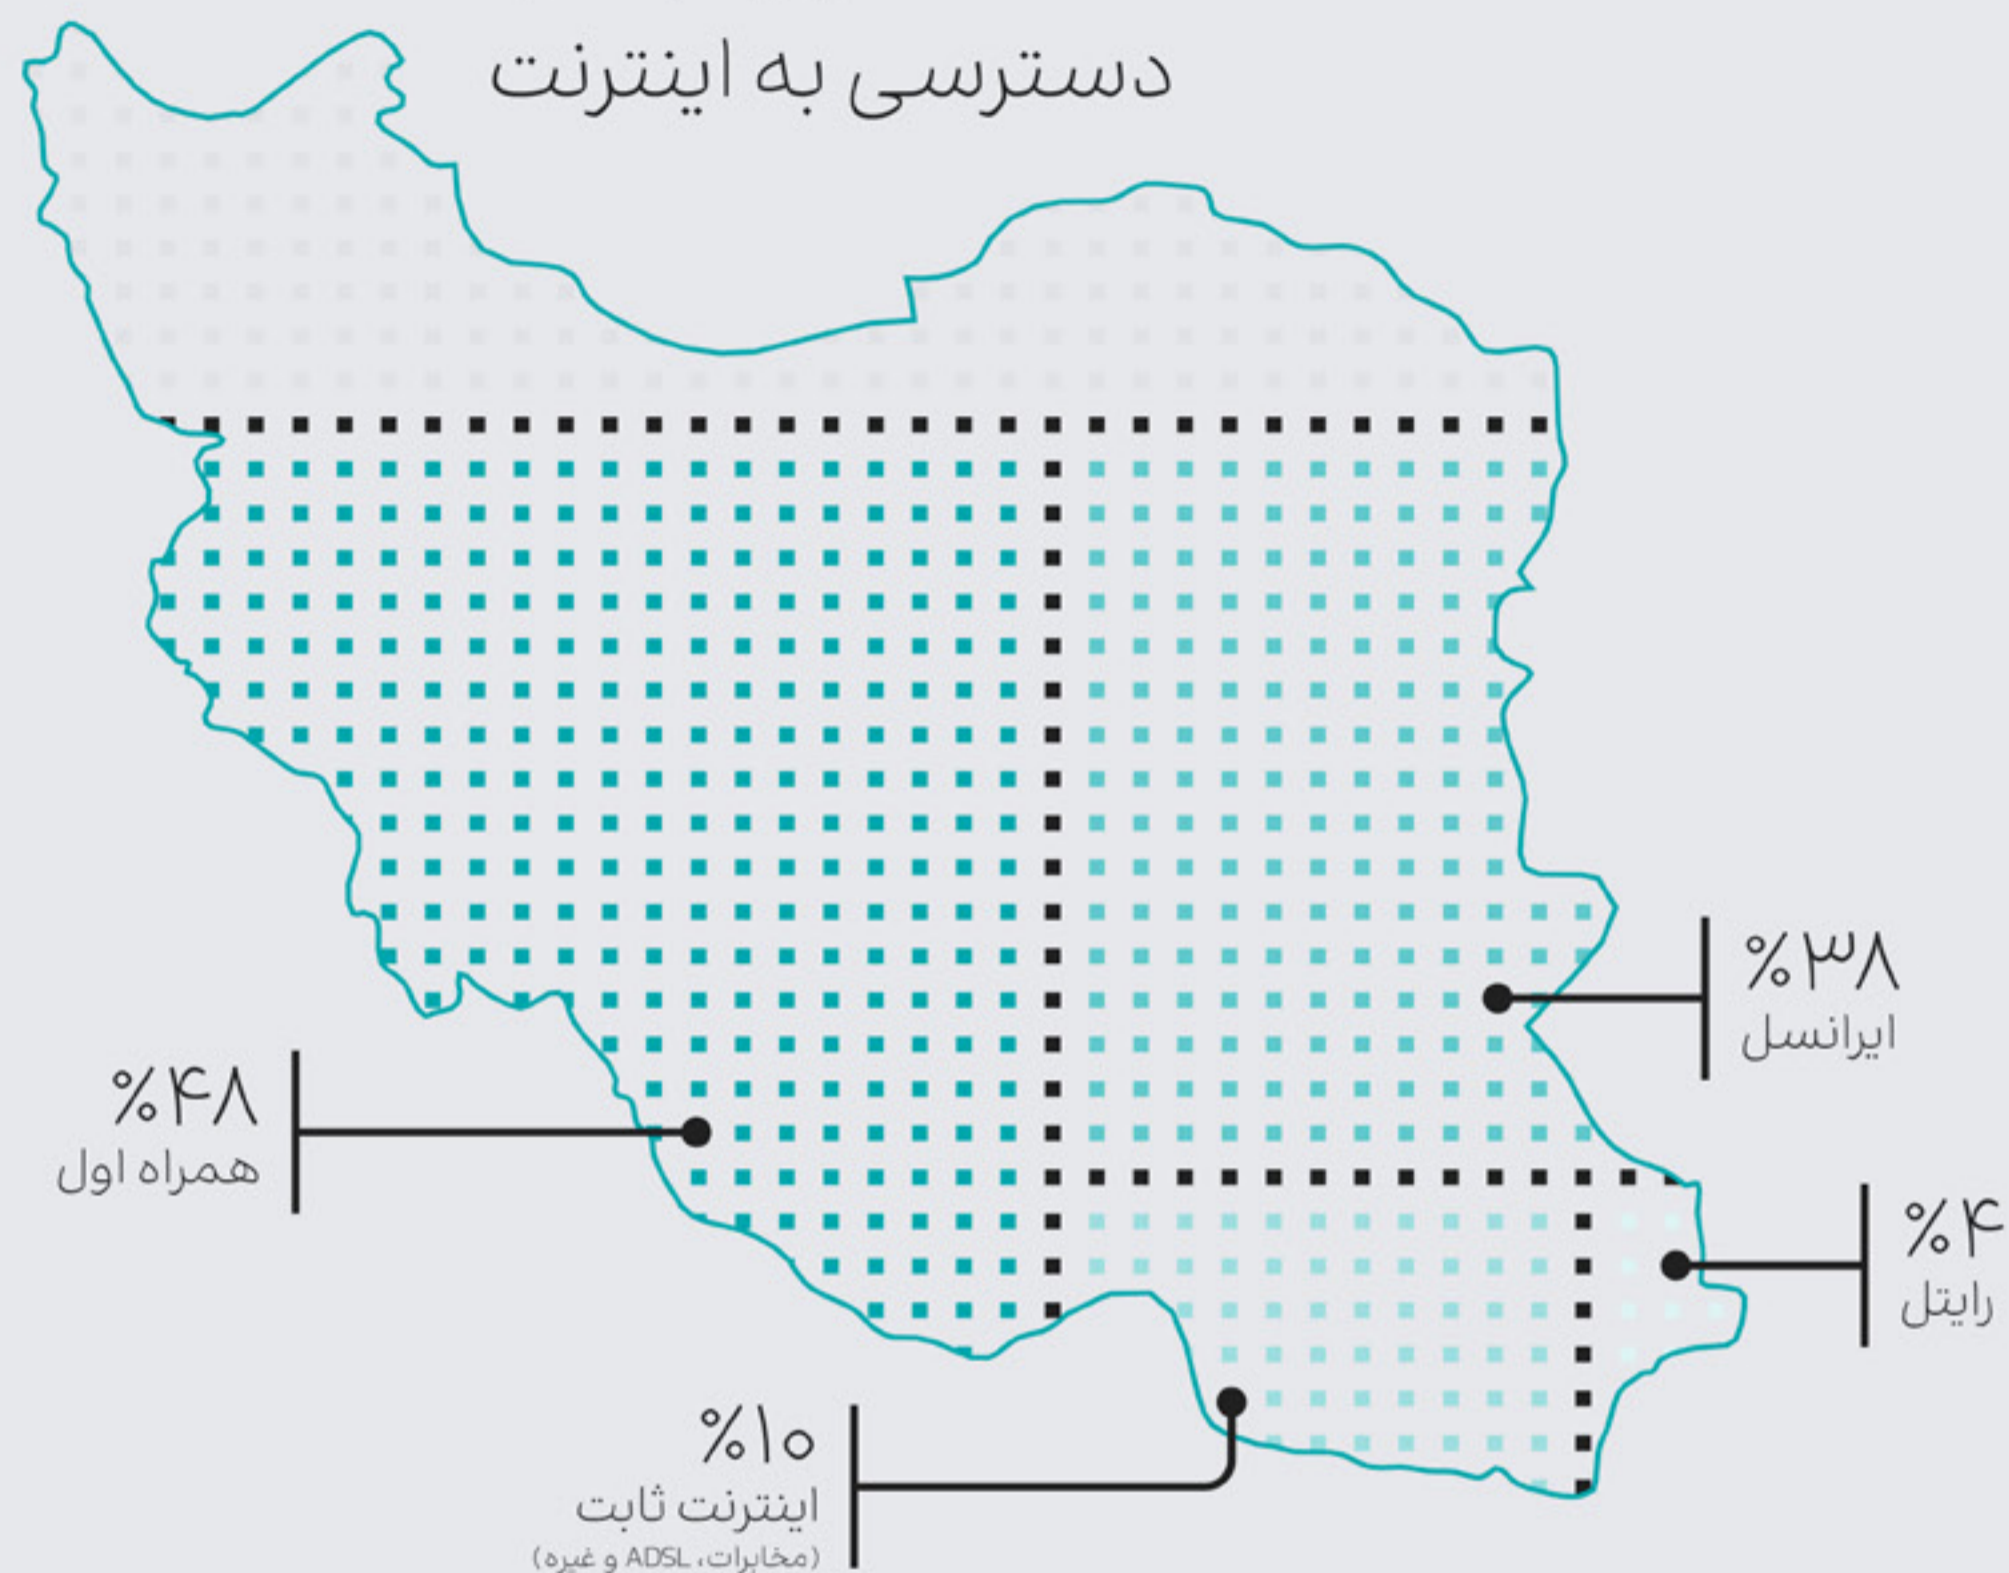 دسترسی به اینترنت
%۳۸
ایرانسل
%۴۸
همراه اول
%۴
رایتل
%۱۰
اینترنت ثابت
(مخابرات، ADSL و غیره)